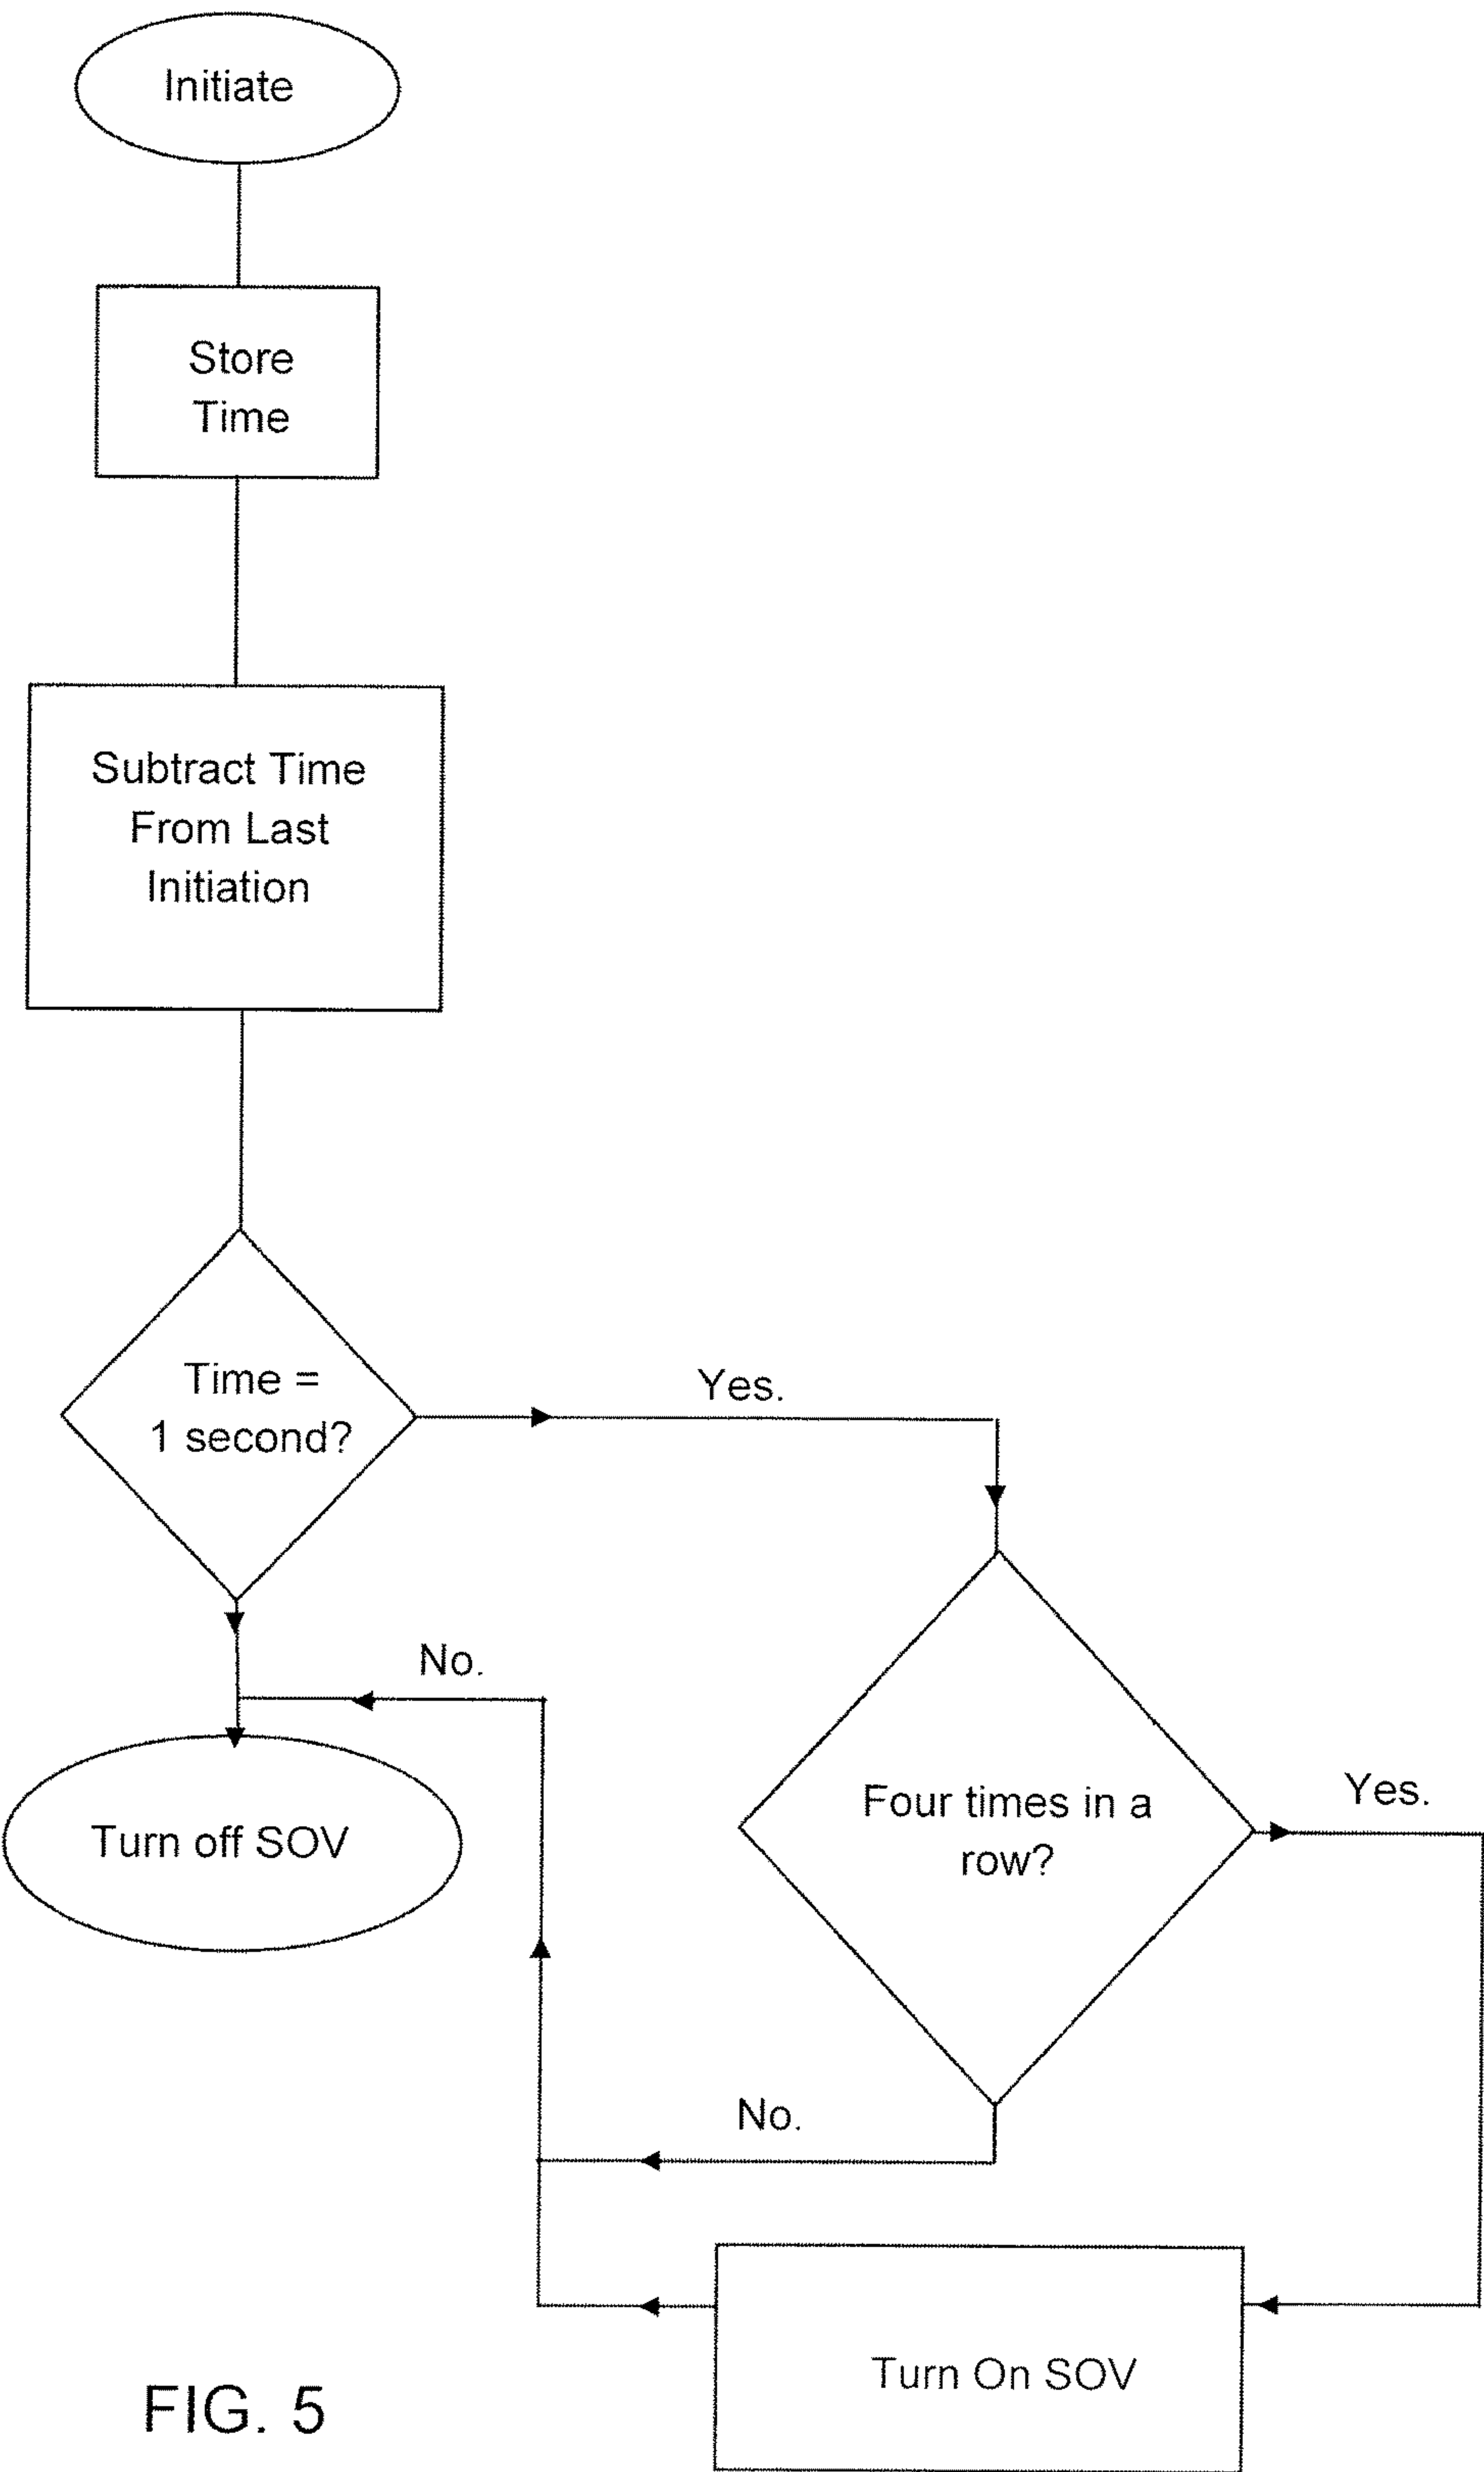 Initiate
Store
Time
Subtract Time
From Last
Initiation
Time =
1 second?
Yes.
No.
Turn off SOV
Four times in a
row?
Yes.
No.
Turn On SOV
FIG. 5